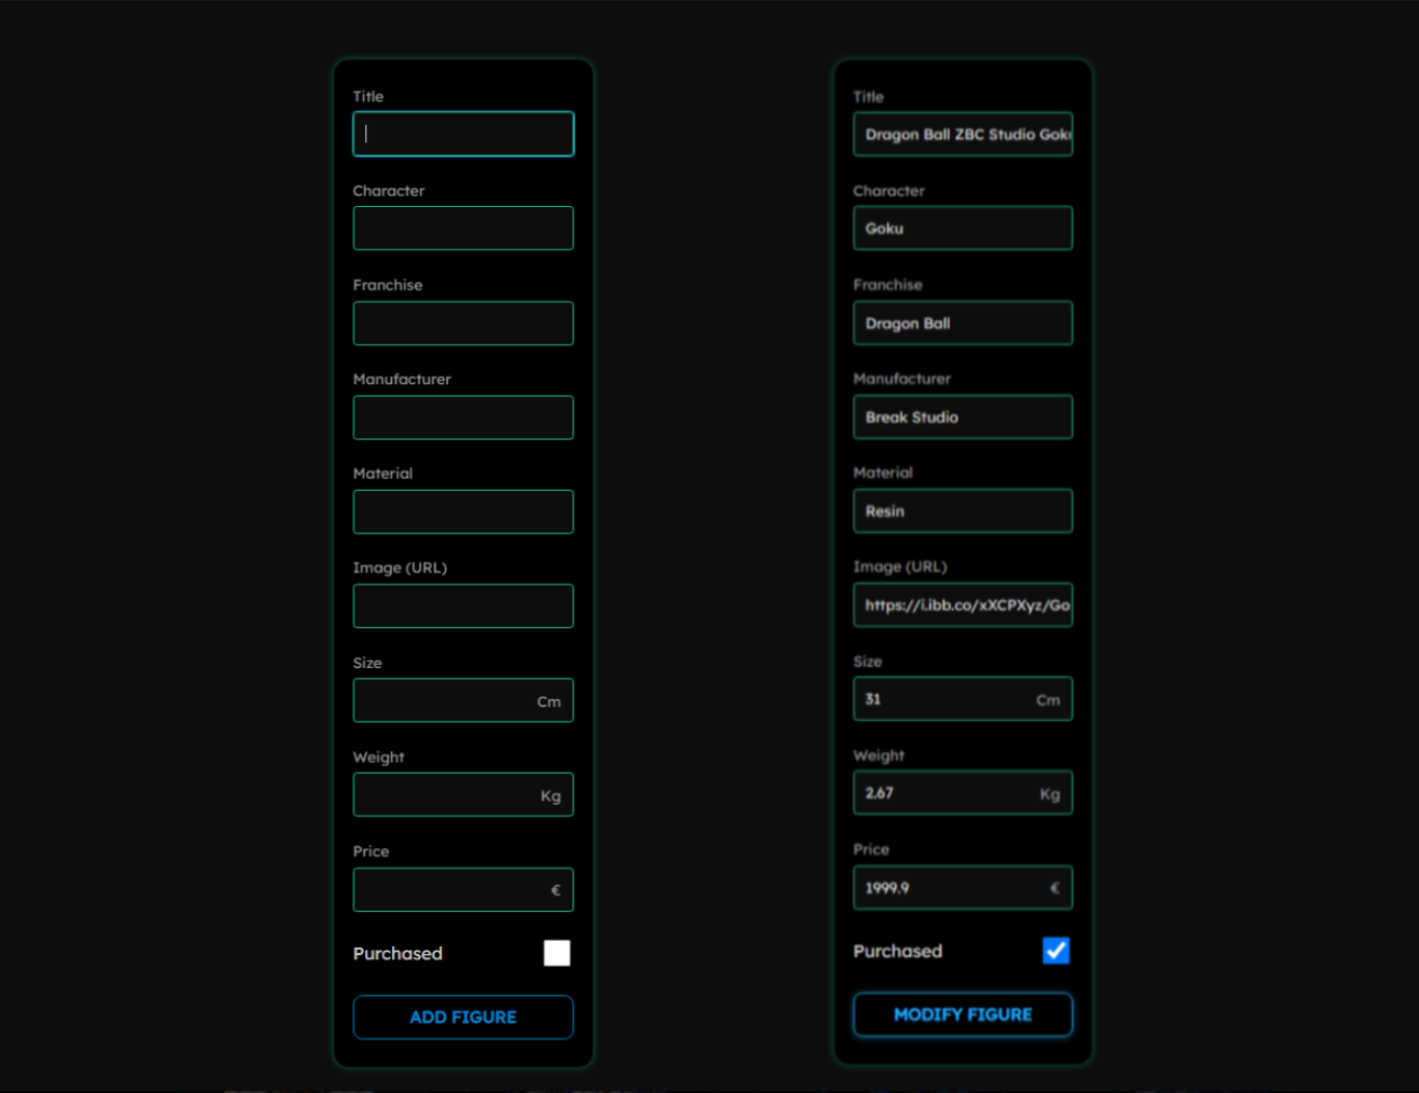 Title
Character
Franchise
Manufacturer
Material
Image (URL)
Size
Cm
Weight
Kg
Price
€
Purchased
ADD FIGURE
Title
Dragon Ball ZBC Studio Goku
Character
Goku
Franchise
Dragon Ball
Manufacturer
Break Studio
Material
Resin
Image (URL)
https://i.ibb.co/xXCPXyz/Go
Size
31 Cm
Weight
2.67 Kg
Price
1999.9 €
Purchased
MODIFY FIGURE